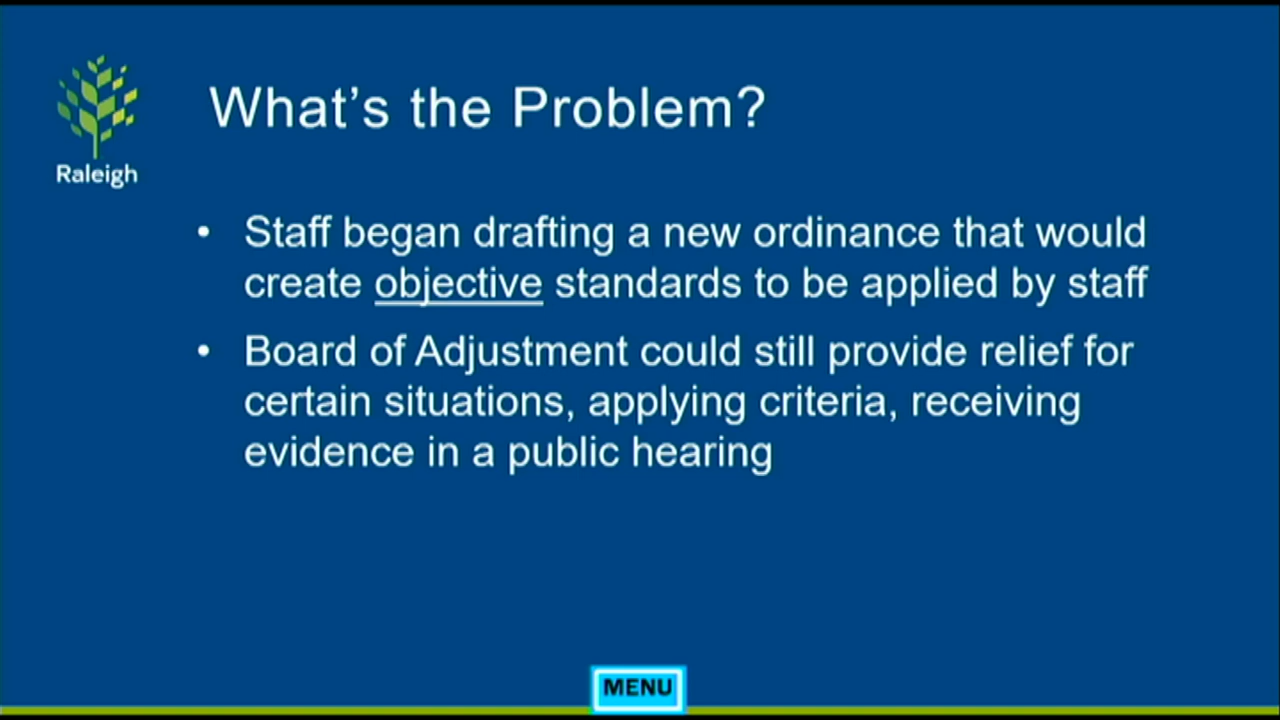 What's the Problem?
Raleigh
• Staff began drafting a new ordinance that would
create objective standards to be applied by staff
• Board of Adjustment could still provide relief for
certain situations, applying criteria, receiving
evidence in a public hearing
MENU